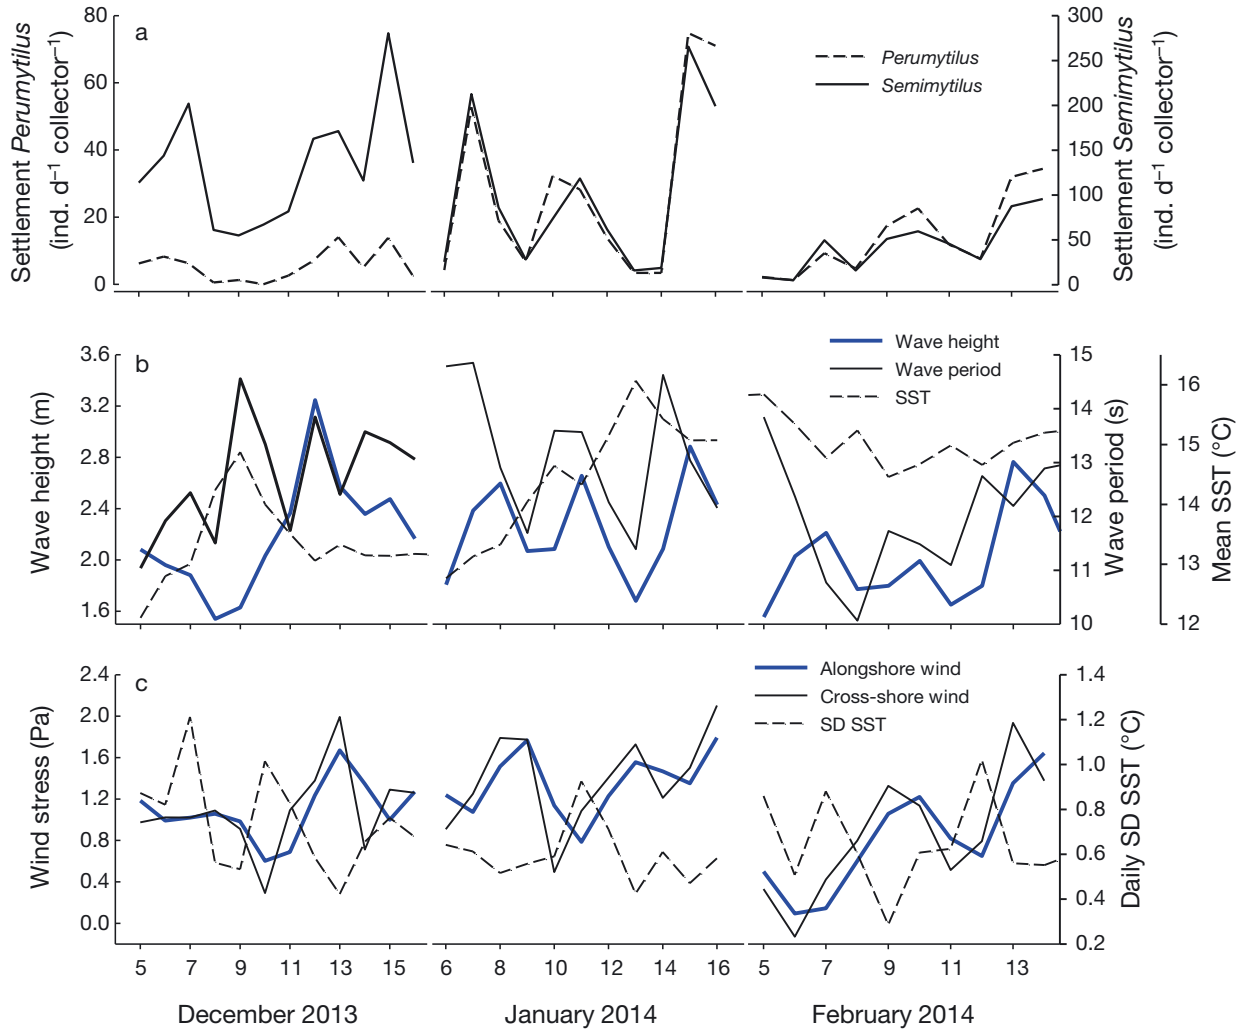 a
Settlement Perumytilus
(ind. d⁻¹ collector⁻¹)
80
60
40
20
0
Perumytilus
Semimytilus
300
250
200
150
100
50
0
Settlement Semimytilus
(ind. d⁻¹ collector⁻¹)
b
Wave height (m)
3.6
3.2
2.8
2.4
2.0
1.6
Wave height
Wave period
SST
15
14
13
12
11
10
Wave period (s)
16
15
14
13
12
Mean SST (°C)
c
Wind stress (Pa)
2.4
2.0
1.6
1.2
0.8
0.4
0.0
Alongshore wind
Cross-shore wind
SD SST
1.4
1.2
1.0
0.8
0.6
0.4
0.2
Daily SD SST (°C)
5 7 9 11 13 15 6 8 10 12 14 16 5 7 9 11 13
December 2013 January 2014 February 2014